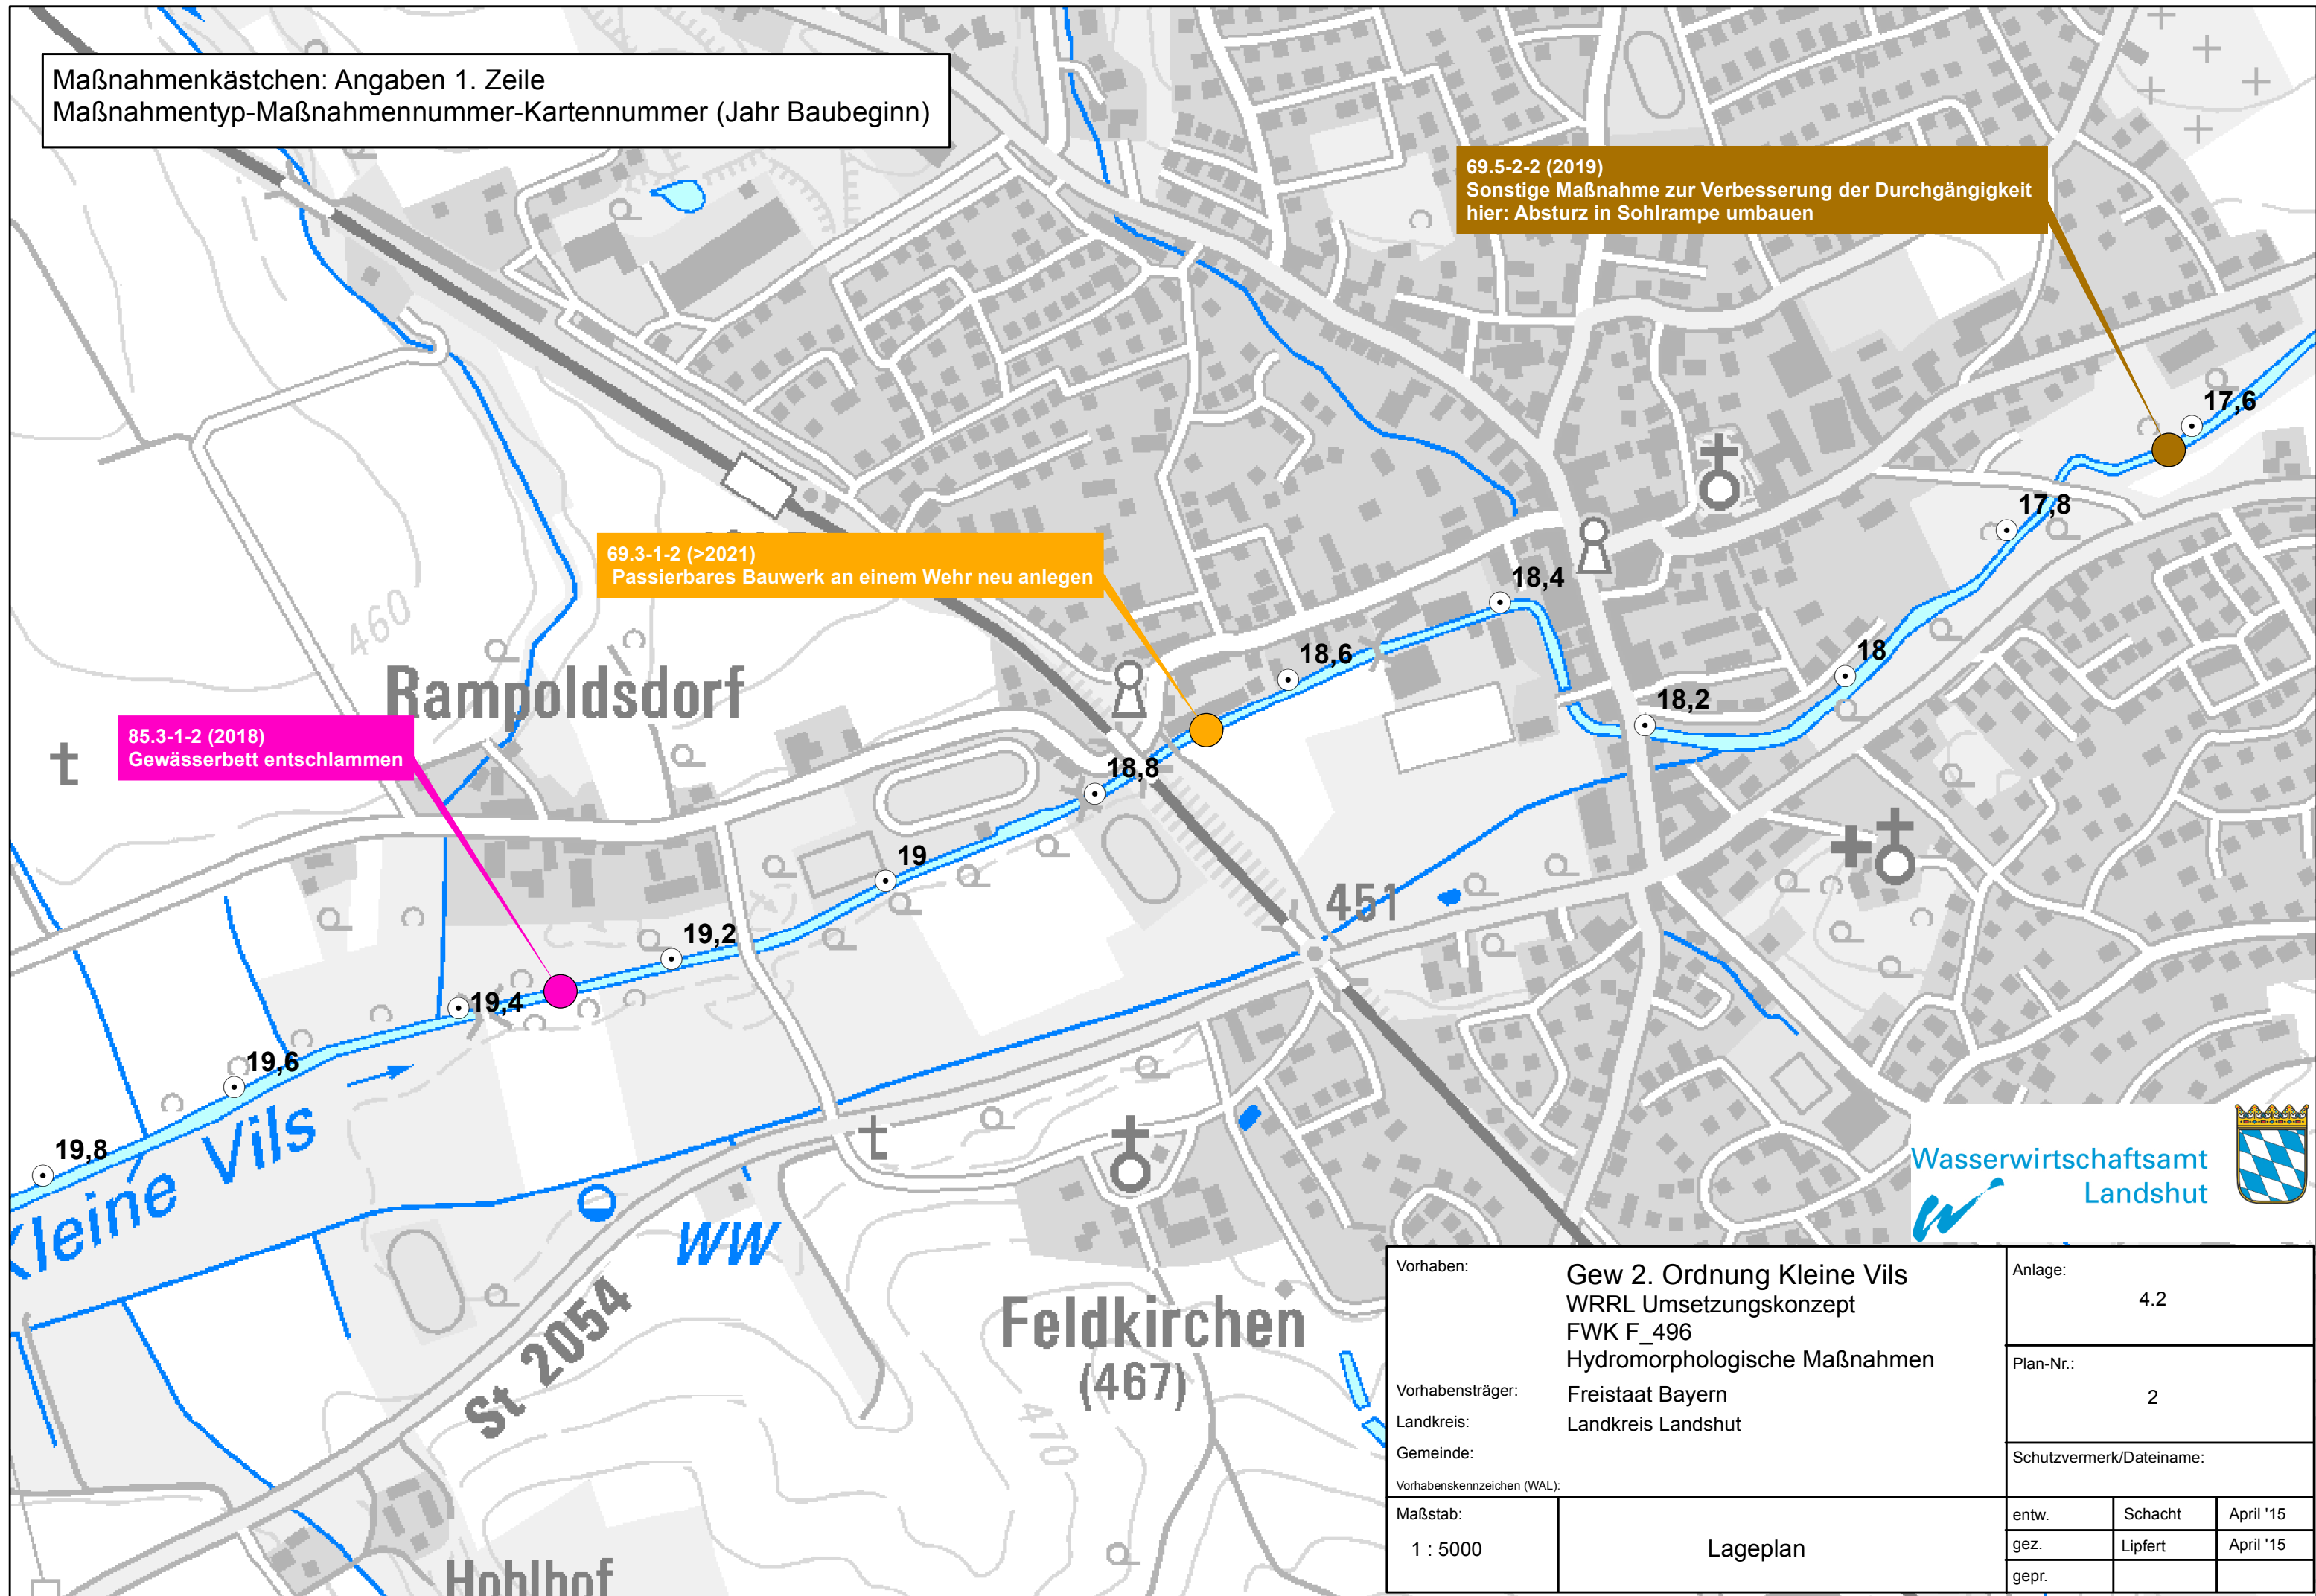 Maßnahmenkästchen: Angaben 1. Zeile
Maßnahmentyp-Maßnahmennummer-Kartennummer (Jahr Baubeginn)
69.5-2-2 (2019)
Sonstige Maßnahme zur Verbesserung der Durchgängigkeit
hier: Absturz in Sohlrampe umbauen
17,6
17,8
69.3-1-2 (>2021)
Passierbares Bauwerk an einem Wehr neu anlegen
18,4
460
18,6
18
Rampoldsdorf
18,2
85.3-1-2 (2018)
Gewässerbett entschlammen
18,8
19
451
19,2
19,4
19,6
19,8
Kleine Vils
WW
St 2054
Feldkirchen
(467)
470
Hohlhof
Wasserwirtschaftsamt
Landshut
Vorhaben:
Gew 2. Ordnung Kleine Vils
WRRL Umsetzungskonzept
FWK F_496
Hydromorphologische Maßnahmen
Vorhabensträger: Freistaat Bayern
Landkreis: Landkreis Landshut
Gemeinde:
Vorhabenskennzeichen (WAL):
Anlage:
4.2
Plan-Nr.:
2
Schutzvermerk/Dateiname:
Maßstab:
1 : 5000
Lageplan
entw. Schacht April '15
gez. Lipfert April '15
gepr.